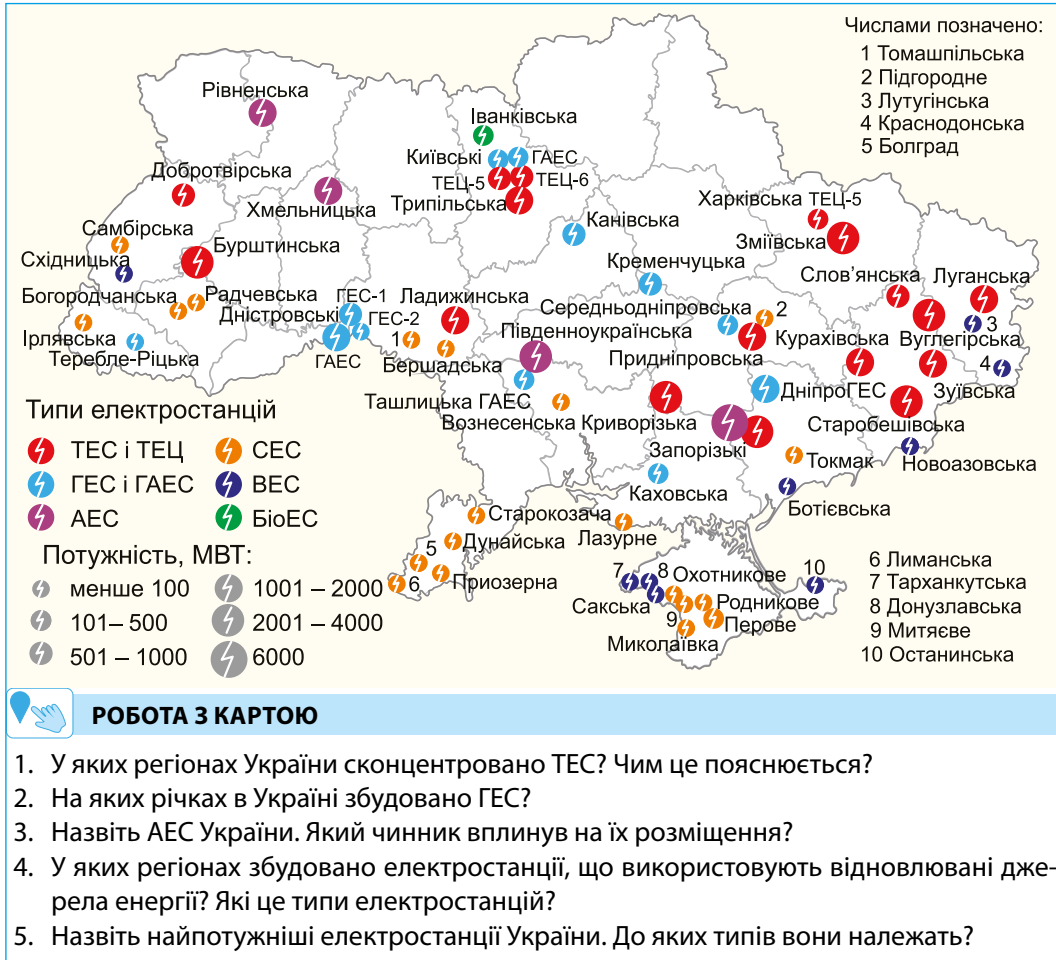 Числами позначено:
1 Томашпільська
2 Підгородне
3 Лутугінська
4 Краснодонська
5 Болград
Рівненська
Іванківська
Київські
ГАЕС
ТЕЦ-5
ТЕЦ-6
Трипільська
Добротвірська
Хмельницька
Канівська
Харківська ТЕЦ-5
Зміївська
Самбірська
Бурштинська
Східницька
Кременчуцька
Слов’янська
Луганська
Богородчанська
Радчевська
Дністровські
ГЕС-1
ГЕС-2
ГАЕС
Ладижинська
Середньодніпровська
2
3
Ірлявська
Теребле-Ріцька
1
Бершадська
Південноукраїнська
Придніпровська
Курахівська
Вуглегірська
4
Ташлицька ГАЕС
Вознесенська
Криворізька
ДніпроГЕС
Зуївська
Старобешівська
Запорізькі
Токмак
Новоазовська
Каховська
Ботієвська
Типи електростанцій
ТЕС і ТЕЦ
СЕС
ГЕС і ГАЕС
ВЕС
АЕС
БіоЕС
Потужність, МВТ:
менше 100
101– 500
501 – 1000
1001 – 2000
2001 – 4000
6000
Старокозача
Дунайська
5
6
Приозерна
Лазурне
7
8
Охотникове
10
Сакська
Родникове
9
Перове
Миколаївка
6 Лиманська
7 Тарханкутська
8 Донузлавська
9 Митяєве
10 Останинська
РОБОТА З КАРТОЮ
1. У яких регіонах України сконцентровано ТЕС? Чим це пояснюється?
2. На яких річках в Україні збудовано ГЕС?
3. Назвіть АЕС України. Який чинник вплинув на їх розміщення?
4. У яких регіонах збудовано електростанції, що використовують відновлювані дже-
рела енергії? Які це типи електростанцій?
5. Назвіть найпотужніші електростанції України. До яких типів вони належать?